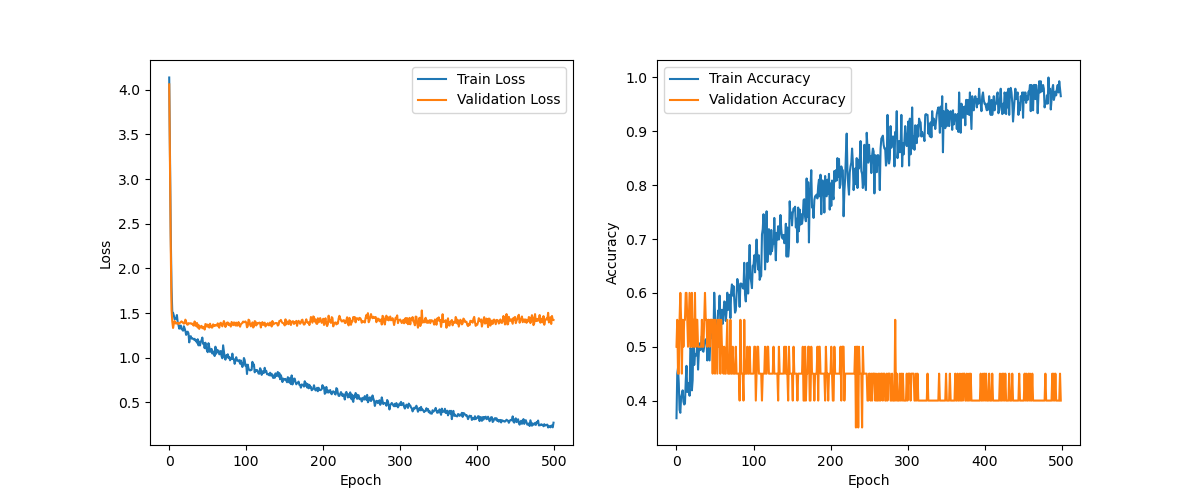 Train Loss
Validation Loss
4.0
3.5
3.0
2.5
2.0
1.5
1.0
0.5
Loss
0 100 200 300 400 500
Epoch
Train Accuracy
Validation Accuracy
1.0
0.9
0.8
0.7
0.6
0.5
0.4
Accuracy
0 100 200 300 400 500
Epoch